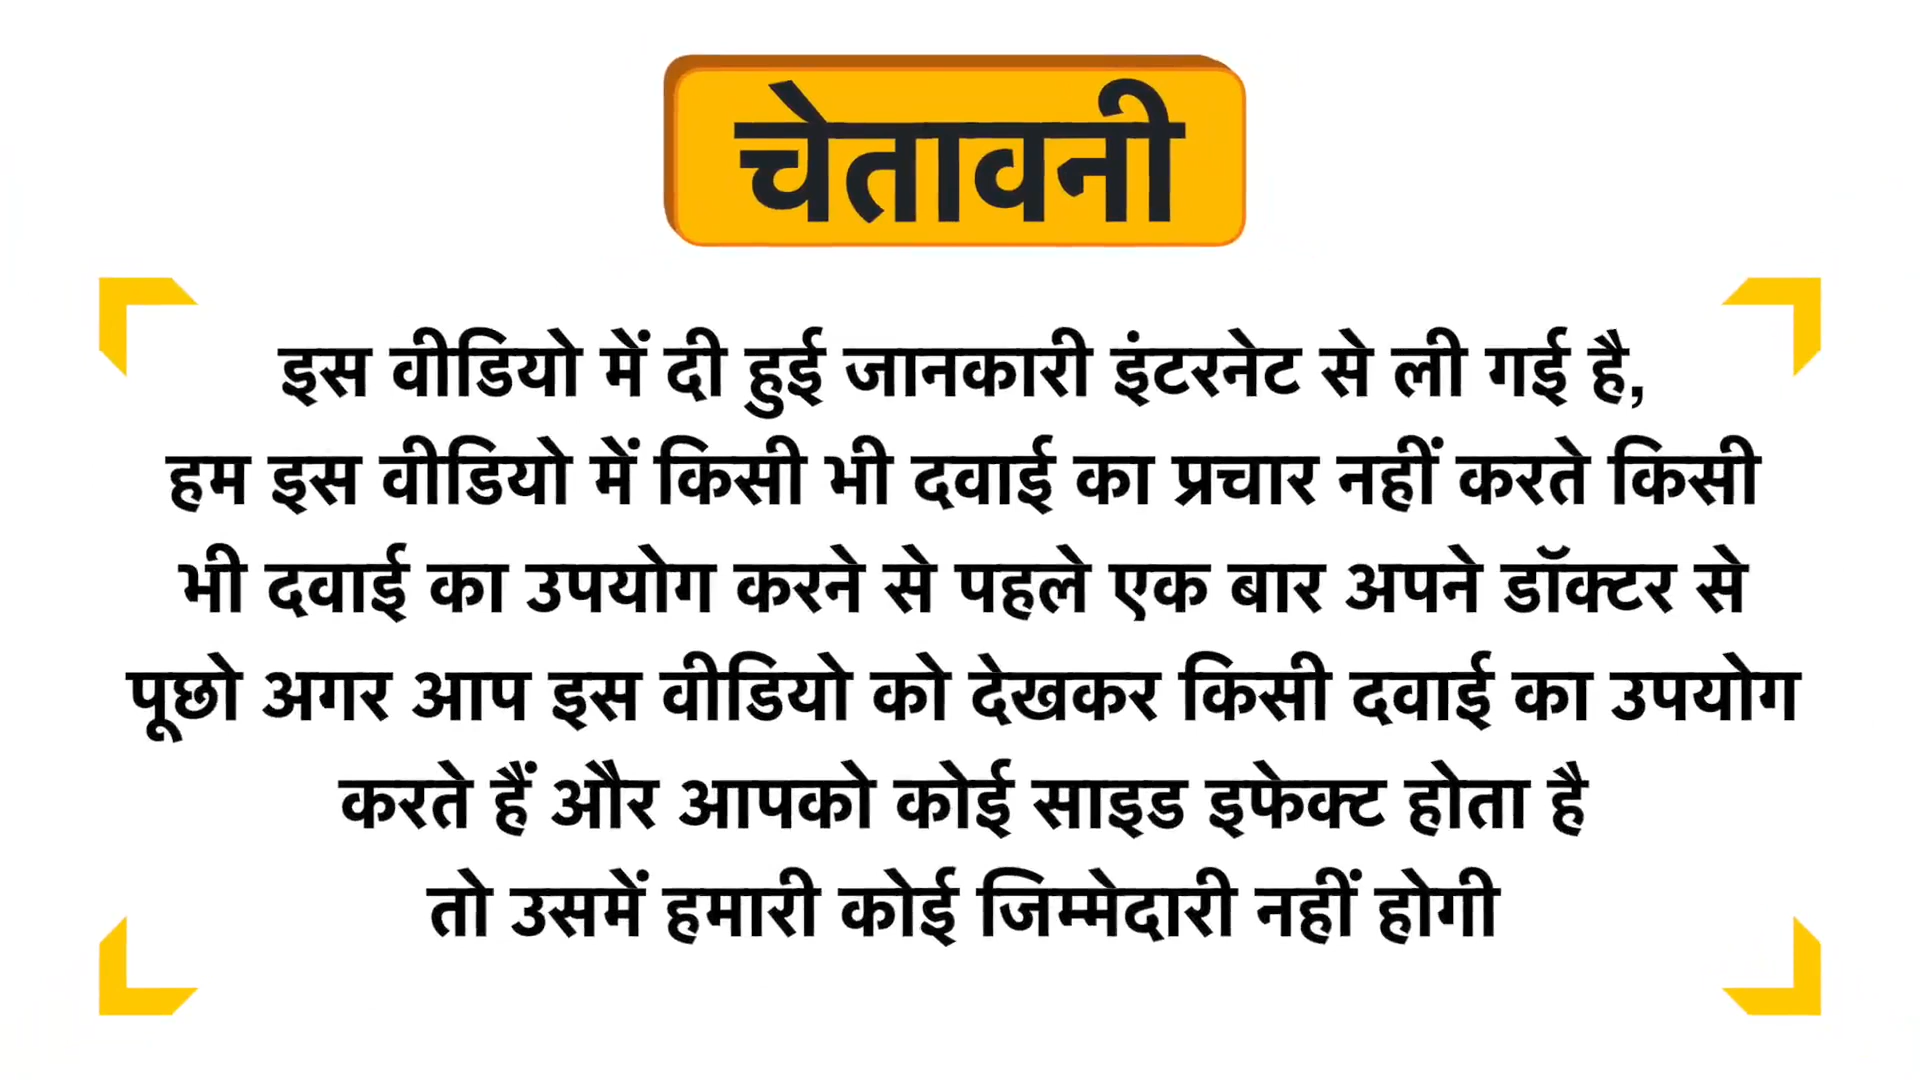 चेतावनी
इस वीडियो में दी हुई जानकारी इंटरनेट से ली गई है,
हम इस वीडियो में किसी भी दवाई का प्रचार नहीं करते किसी
भी दवाई का उपयोग करने से पहले एक बार अपने डॉक्टर से
पूछो अगर आप इस वीडियो को देखकर किसी दवाई का उपयोग
करते हैं और आपको कोई साइड इफेक्ट होता है
तो उसमें हमारी कोई जिम्मेदारी नहीं होगी